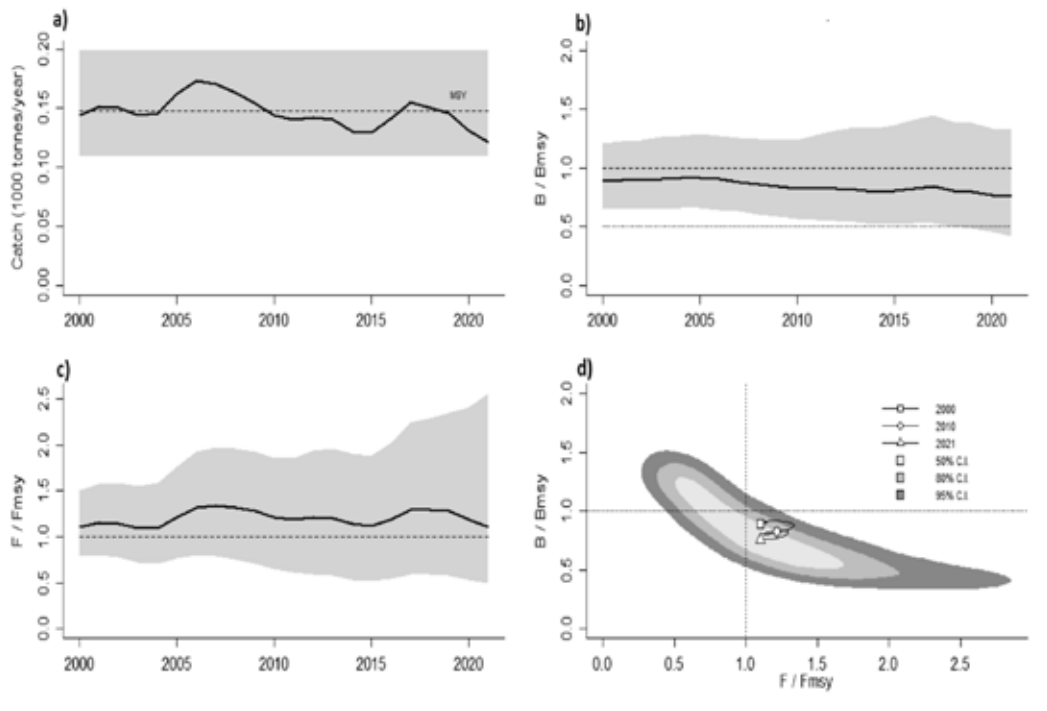 a)
Catch (1000 tonnes/year)
0.00 0.05 0.10 0.15 0.20
MSY
2000 2005 2010 2015 2020
b)
B / Bmsy
0.0 0.5 1.0 1.5 2.0
2000 2005 2010 2015 2020
c)
F / Fmsy
0.0 0.5 1.0 1.5 2.0 2.5
2000 2005 2010 2015 2020
d)
B / Bmsy
0.0 0.5 1.0 1.5 2.0
2000
2010
2021
50% C.I.
80% C.I.
95% C.I.
0.0 0.5 1.0 1.5 2.0 2.5
F / Fmsy